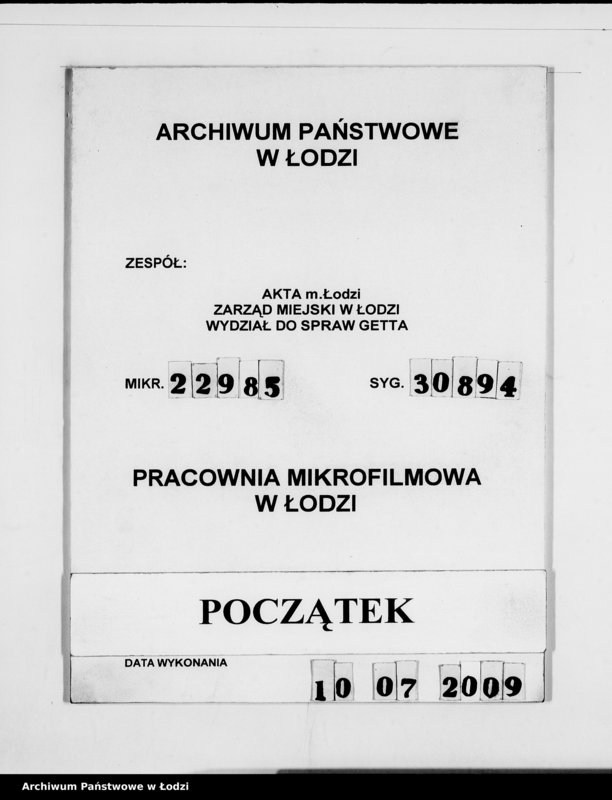 ARCHIWUM PAŃSTWOWE
W ŁODZI
ZESPÓŁ:
AKTA m.Łodzi
ZARZĄD MIEJSKI W ŁODZI
WYDZIAŁ DO SPRAW GETTA
MIKR. 22985 SYG. 30894
PRACOWNIA MIKROFILMOWA
W ŁODZI
POCZĄTEK
DATA WYKONANIA
10 07 2009
Archiwum Państwowe w Łodzi